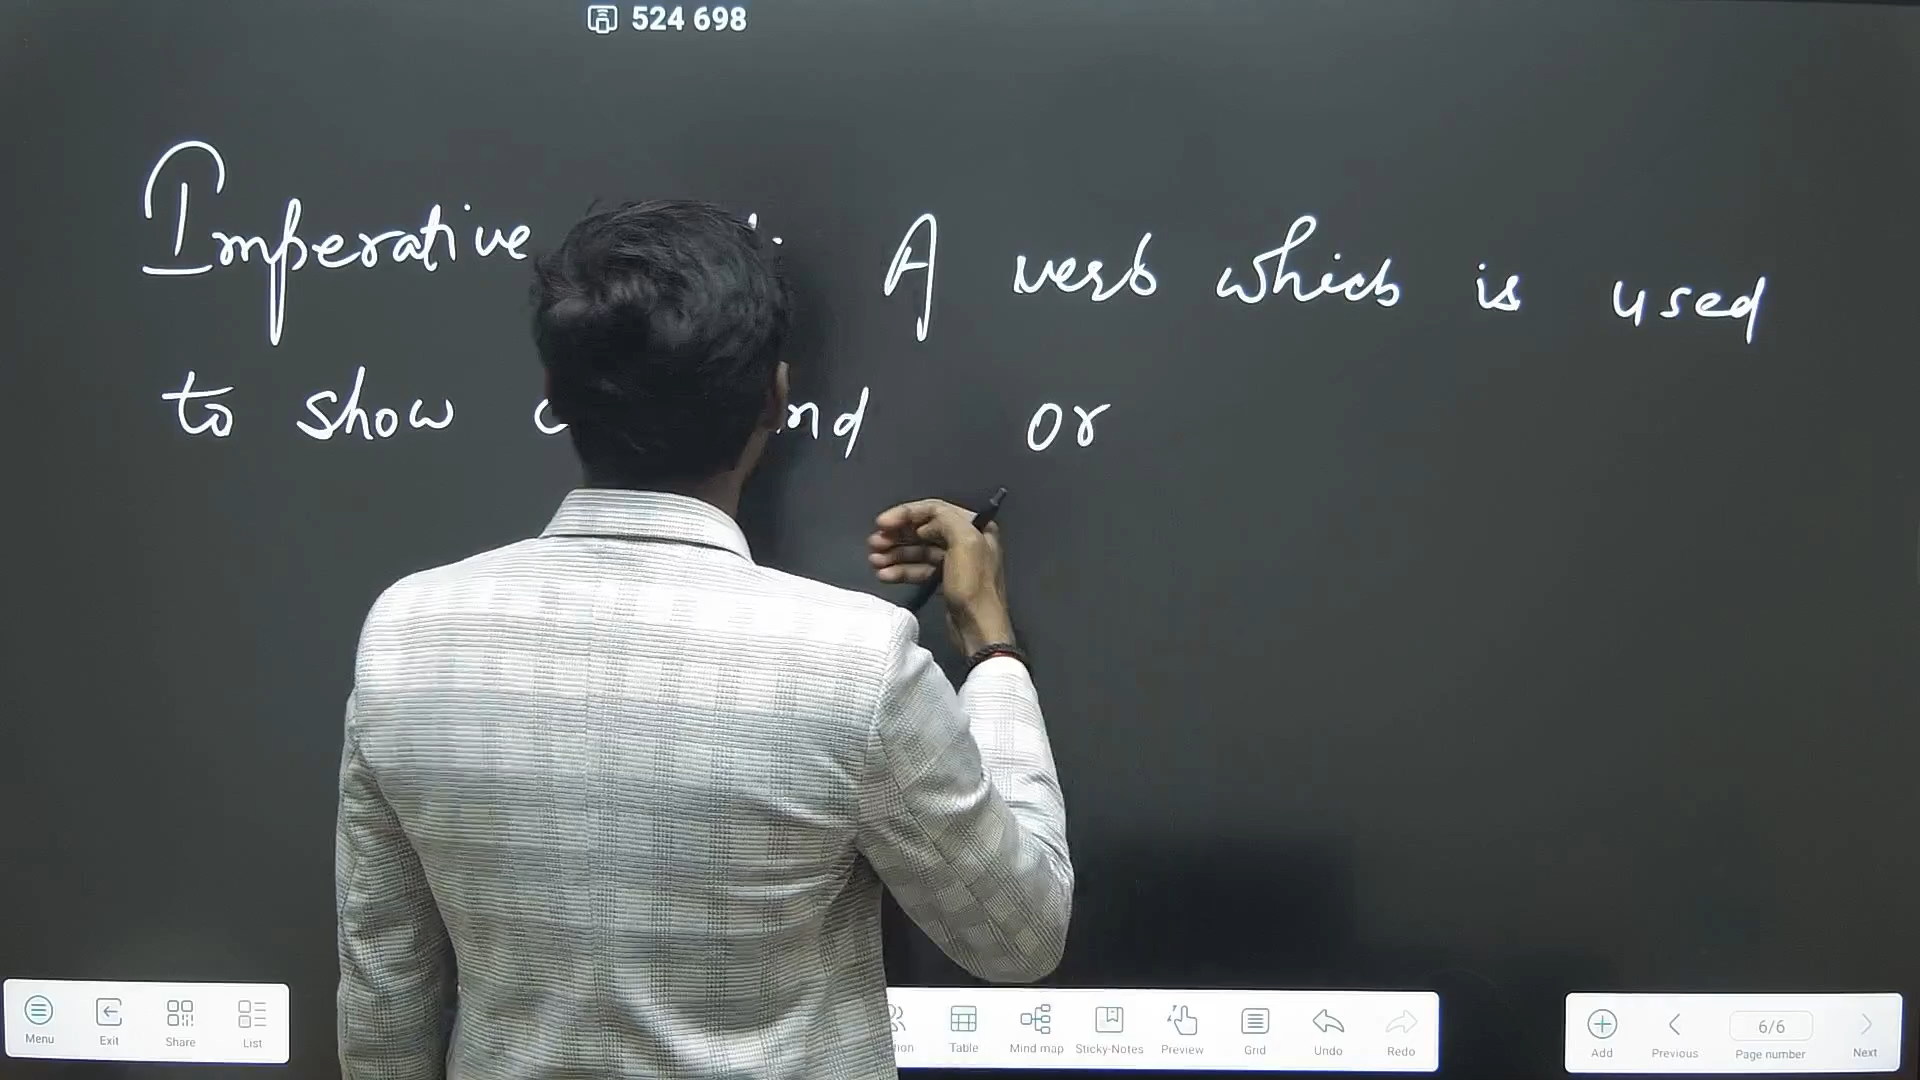 524 698
Imperative A verb which is used
to show or
Menu Exit Share List Table Mind map Sticky-Notes Preview Grid Undo Redo Add Previous 6/6 Page number Next